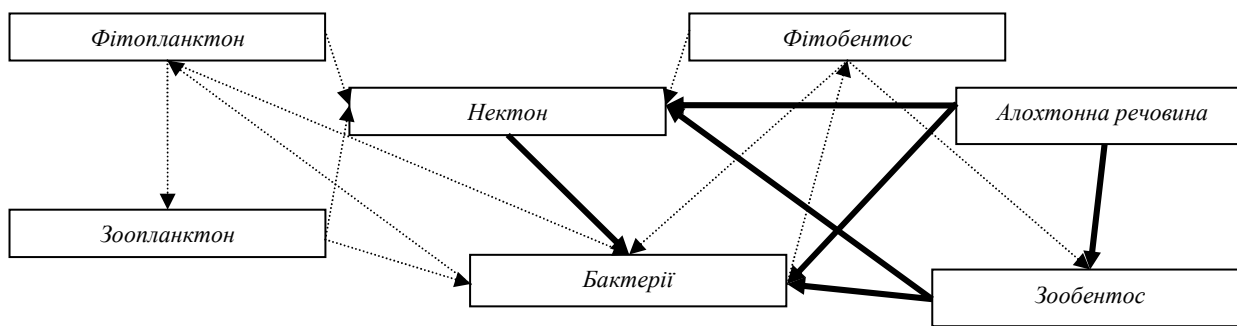 Фітопланктон
Фітобентос
Нектон
Алохтонна речовина
Зоопланктон
Бактерії
Зообентос